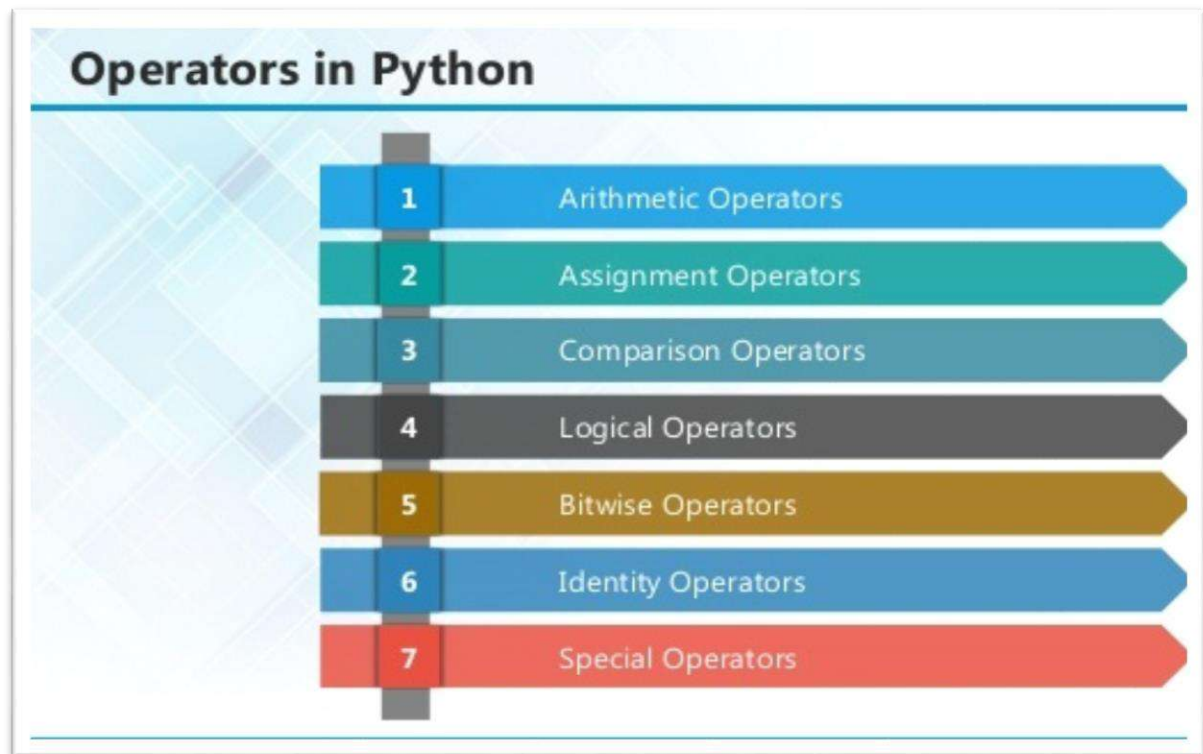 Operators in Python
1 Arithmetic Operators
2 Assignment Operators
3 Comparison Operators
4 Logical Operators
5 Bitwise Operators
6 Identity Operators
7 Special Operators